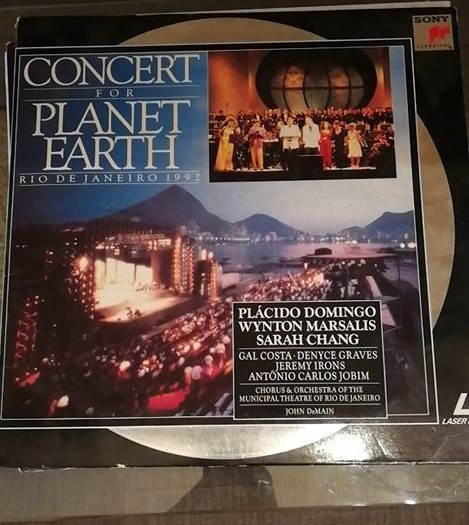 SONY
CLASSICAL
CONCERT
FOR
PLANET
EARTH
RIO DE JANEIRO 1992
PLÁCIDO DOMINGO
WYNTON MARSALIS
SARAH CHANG
GAL COSTA · DENYCE GRAVES
JEREMY IRONS
ANTÔNIO CARLOS JOBIM
CHORUS & ORCHESTRA OF THE
MUNICIPAL THEATRE OF RIO DE JANEIRO
JOHN DeMAIN
L
LASER